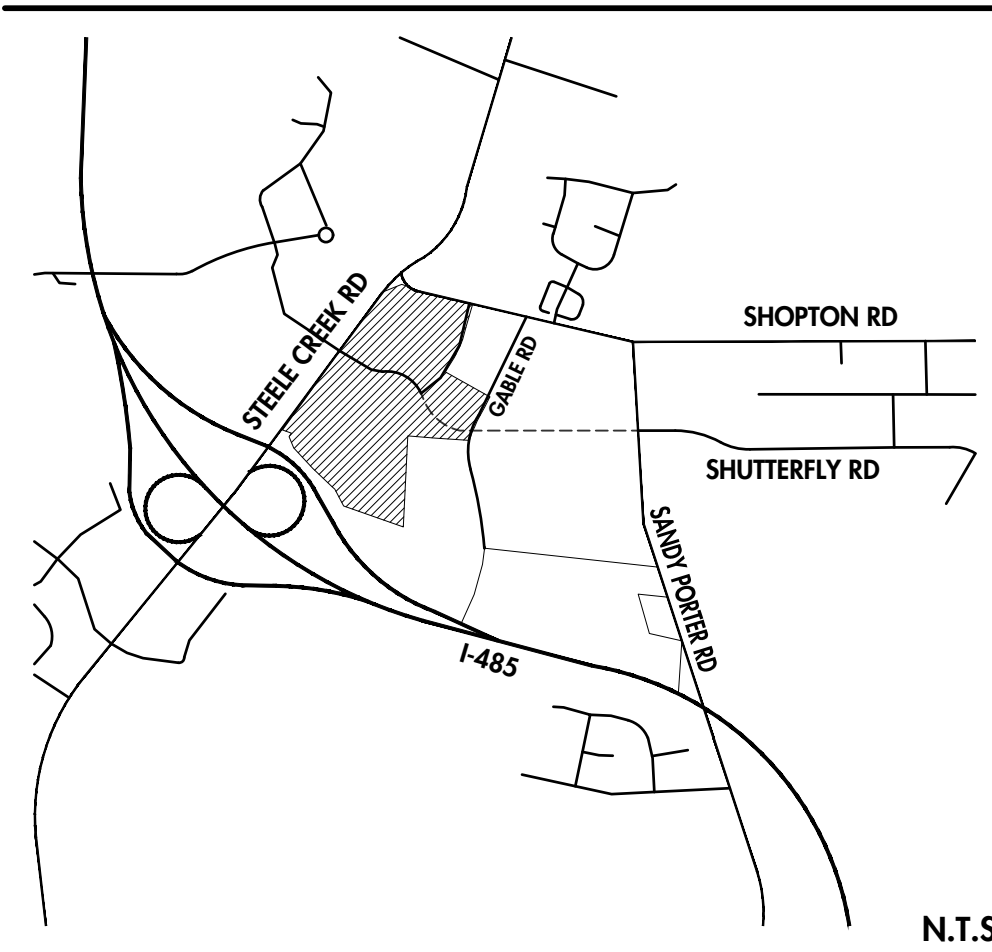 STEELE CREEK RD
SHOPTON RD
GABLE RD
SHUTTERFLY RD
SANDY PORTER RD
I-485
N.T.S